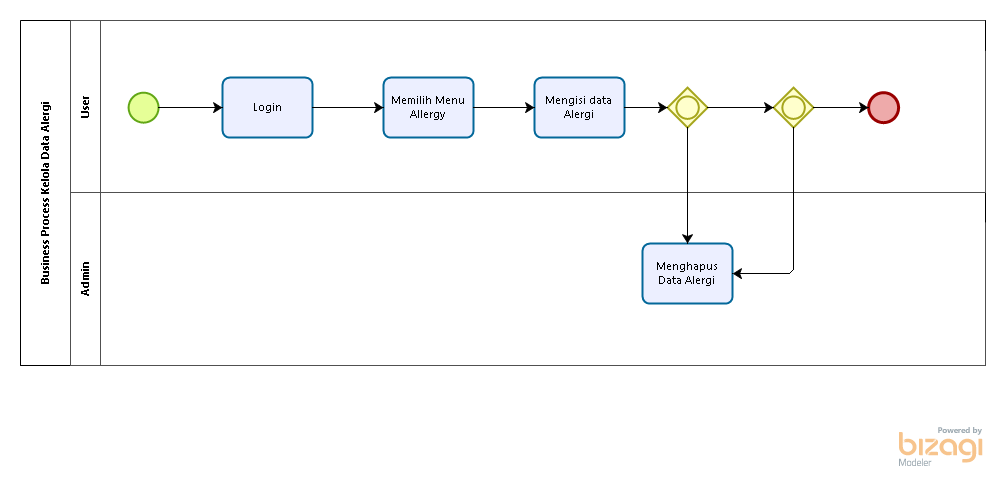 Business Process Kelola Data Alergi
User
Login
Memilih Menu
Allergy
Mengisi data
Alergi
Admin
Menghapus
Data Alergi
Powered by
bizagi
Modeler